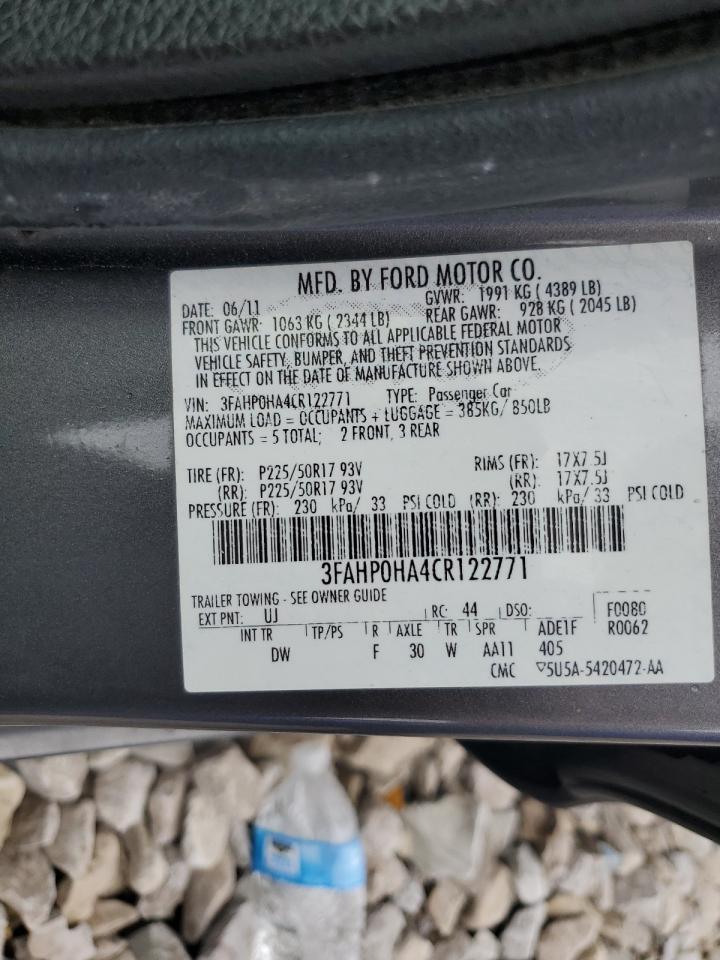 MFD. BY FORD MOTOR CO.
DATE: 06/11 GVWR: 1991 KG ( 4389 LB)
FRONT GAWR: 1063 KG ( 2344 LB) REAR GAWR: 928 KG ( 2045 LB)
THIS VEHICLE CONFORMS TO ALL APPLICABLE FEDERAL MOTOR
VEHICLE SAFETY, BUMPER, AND THEFT PREVENTION STANDARDS
IN EFFECT ON THE DATE OF MANUFACTURE SHOWN ABOVE.
VIN: 3FAHP0HA4CR122771 TYPE: Passenger Car
MAXIMUM LOAD = OCCUPANTS + LUGGAGE = 385KG/ 850LB
OCCUPANTS = 5 TOTAL; 2 FRONT, 3 REAR
TIRE (FR): P225/50R17 93V RIMS (FR): 17X7.5J
(RR): P225/50R17 93V (RR): 17X7.5J
PRESSURE (FR): 230 kPa/ 33 PSI COLD (RR): 230 kPa/ 33 PSI COLD
3FAHP0HA4CR122771
TRAILER TOWING - SEE OWNER GUIDE
EXT PNT: UJ RC: 44 DSO: F0080
INT TR TP/PS R AXLE TR SPR ADE1F R0062
DW F 30 W AA11 405
CMC ▽5U5A-5420472-AA